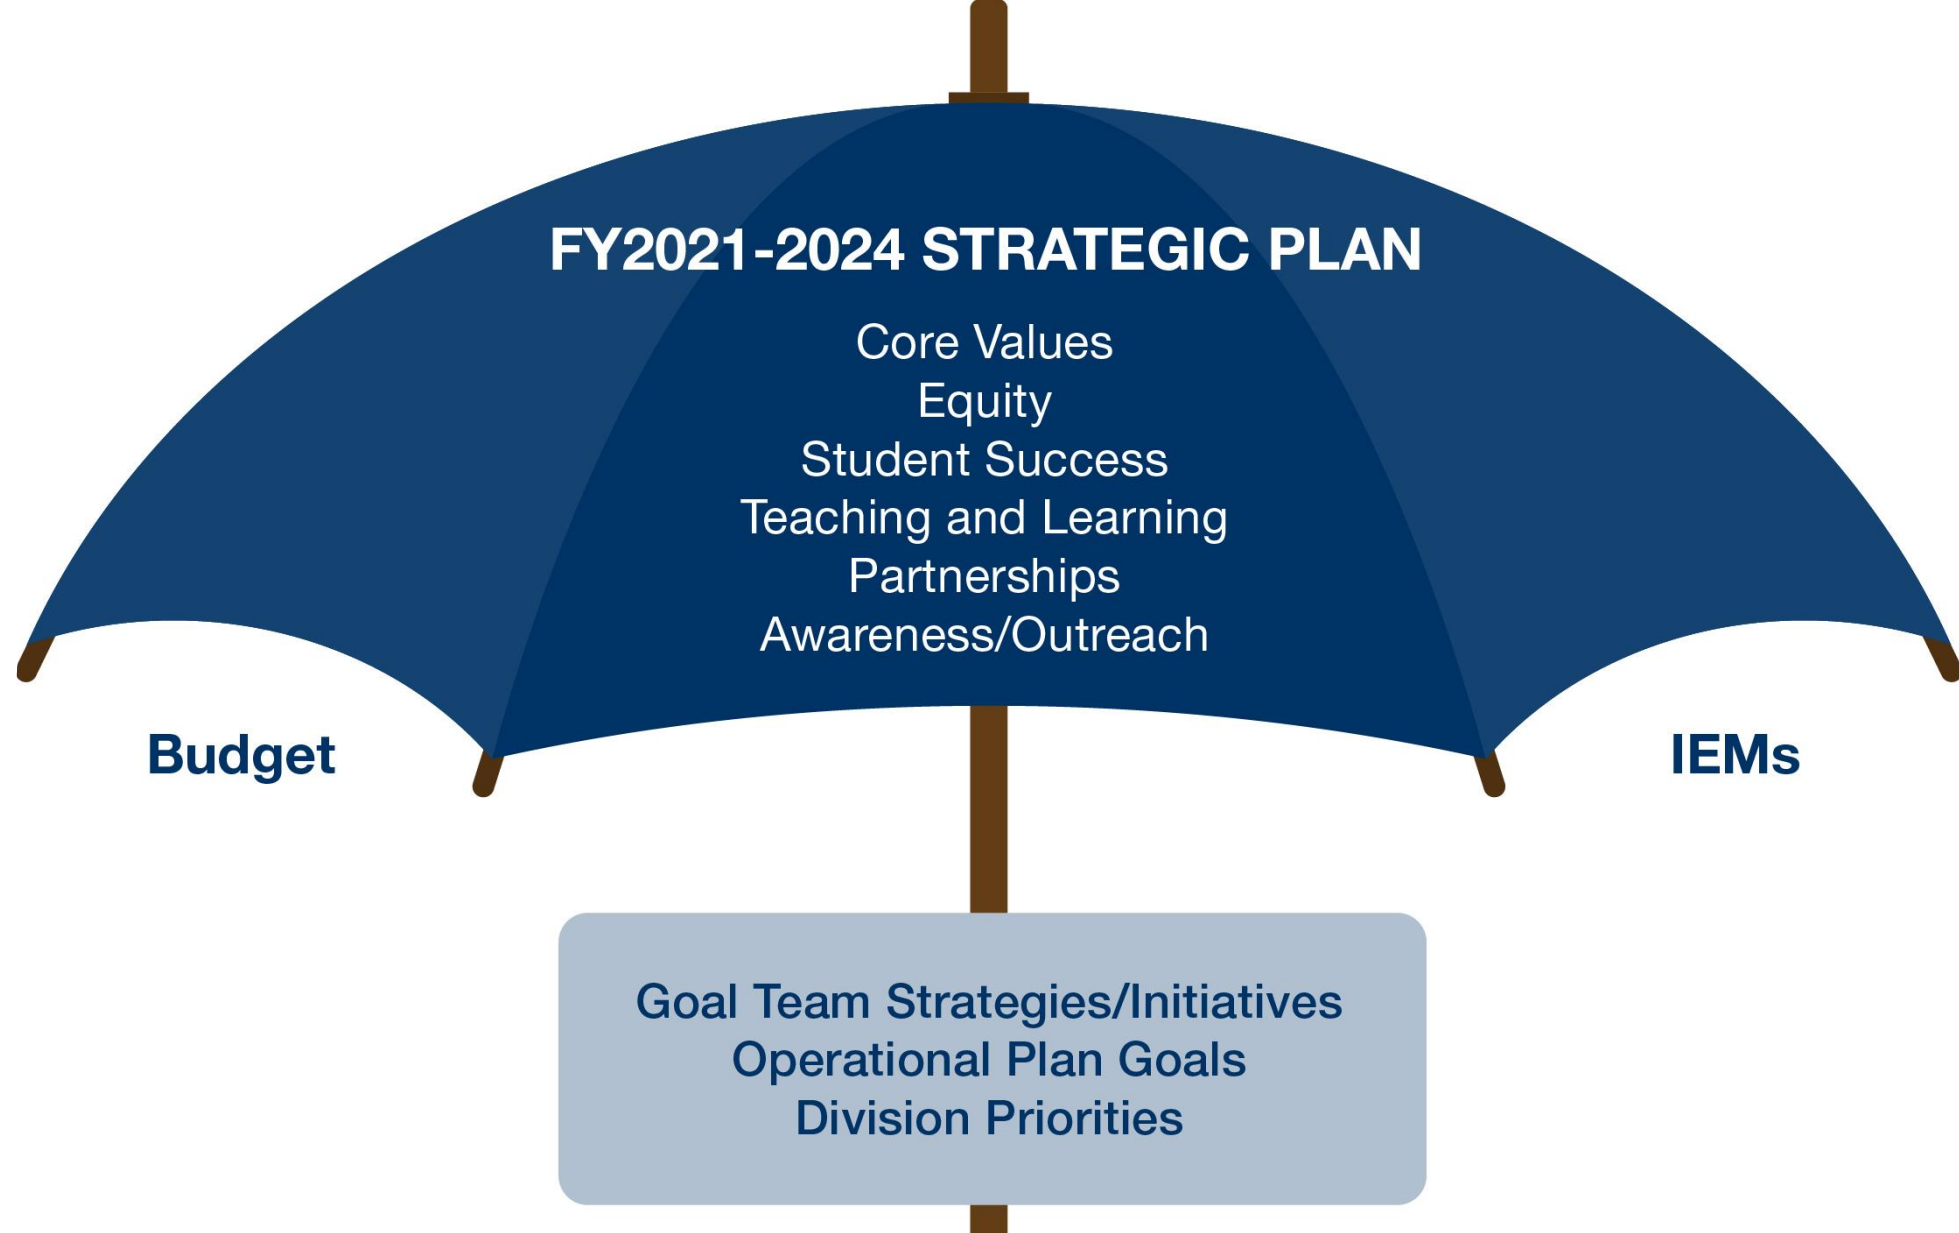 FY2021-2024 STRATEGIC PLAN
Core Values
Equity
Student Success
Teaching and Learning
Partnerships
Awareness/Outreach
Budget
IEMs
Goal Team Strategies/Initiatives
Operational Plan Goals
Division Priorities